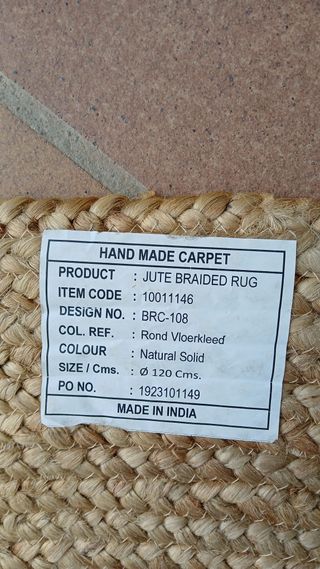 HAND MADE CARPET
PRODUCT : JUTE BRAIDED RUG
ITEM CODE : 10011146
DESIGN NO. : BRC-108
COL. REF. : Rond Vloerkleed
COLOUR : Natural Solid
SIZE / Cms. : Ø 120 Cms.
PO NO. : 1923101149
MADE IN INDIA